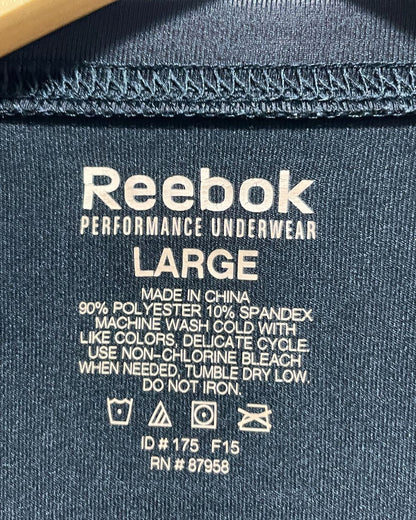 Reebok
PERFORMANCE UNDERWEAR
LARGE
MADE IN CHINA
90% POLYESTER 10% SPANDEX
MACHINE WASH COLD WITH
LIKE COLORS, DELICATE CYCLE.
USE NON-CHLORINE BLEACH
WHEN NEEDED, TUMBLE DRY LOW.
DO NOT IRON.
ID # 175 F15
RN # 87958